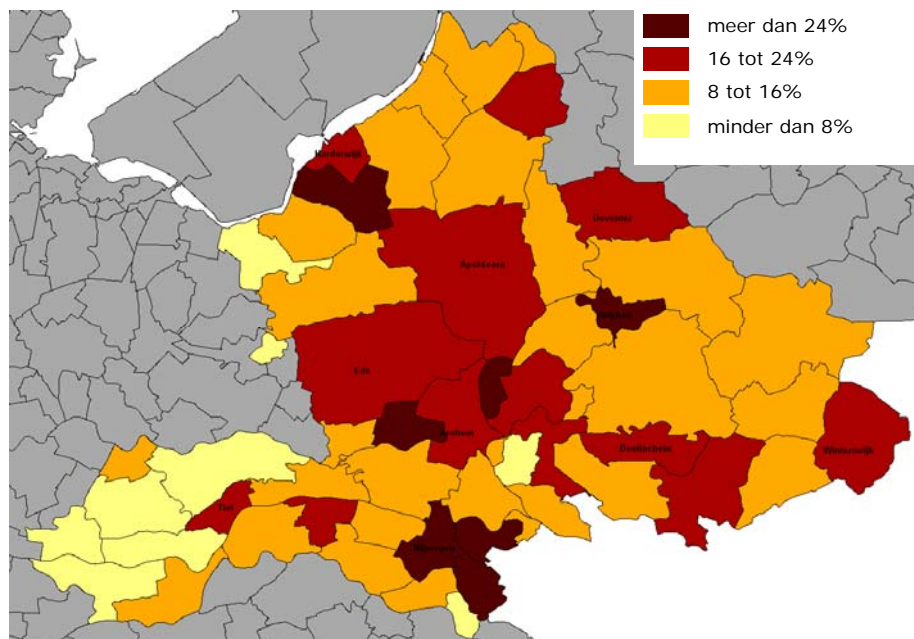 meer dan 24%
16 tot 24%
8 tot 16%
minder dan 8%
Harderwijk
Deventer
Apeldoorn
Zutphen
Ede
Arnhem
Doetinchem
Winterswijk
Tiel
Nijmegen